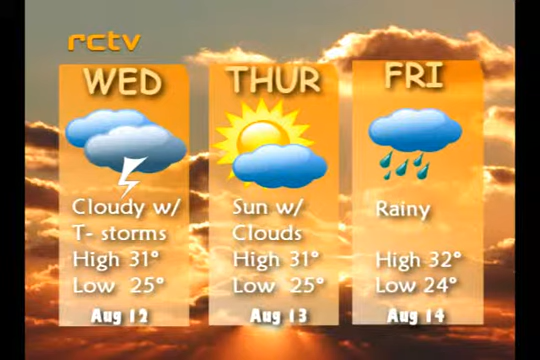 rctv
WED
Cloudy w/
T- storms
High 31°
Low 25°
Aug 12
THUR
Sun w/
Clouds
High 31°
Low 25°
Aug 13
FRI
Rainy
High 32°
Low 24°
Aug 14